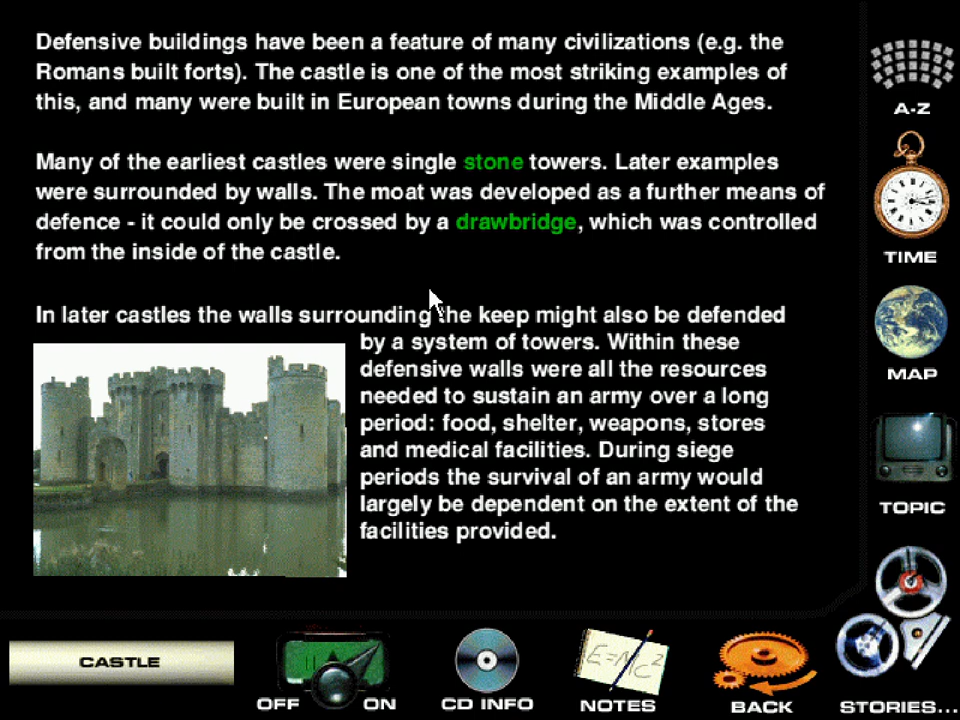 Defensive buildings have been a feature of many civilizations (e.g. the
Romans built forts). The castle is one of the most striking examples of
this, and many were built in European towns during the Middle Ages.
Many of the earliest castles were single stone towers. Later examples
were surrounded by walls. The moat was developed as a further means of
defence - it could only be crossed by a drawbridge, which was controlled
from the inside of the castle.
In later castles the walls surrounding the keep might also be defended
by a system of towers. Within these
defensive walls were all the resources
needed to sustain an army over a long
period: food, shelter, weapons, stores
and medical facilities. During siege
periods the survival of an army would
largely be dependent on the extent of the
facilities provided.
A-Z
TIME
MAP
TOPIC
CASTLE
OFF
ON
CD INFO
E=MC²
NOTES
BACK
STORIES...